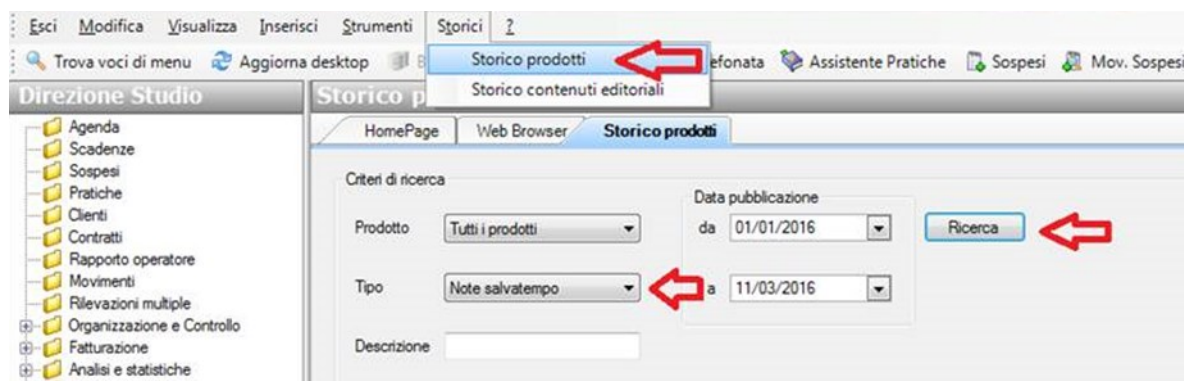 Esci Modifica Visualizza Inserisci Strumenti Storici ?
Trova voci di menu Aggiorna desktop Storico prodotti efonata Assistente Pratiche Sospesi Mov. Sospesi
Storico contenuti editoriali
Direzione Studio Storico p
HomePage Web Browser Storico prodotti
Agenda
Scadenze
Sospesi
Pratiche
Clienti
Contratti
Rapporto operatore
Movimenti
Rilevazioni multiple
Organizzazione e Controllo
Fatturazione
Analisi e statistiche
Criteri di ricerca
Data pubblicazione
Prodotto Tutti i prodotti da 01/01/2016 Ricerca
Tipo Note salvatempo a 11/03/2016
Descrizione